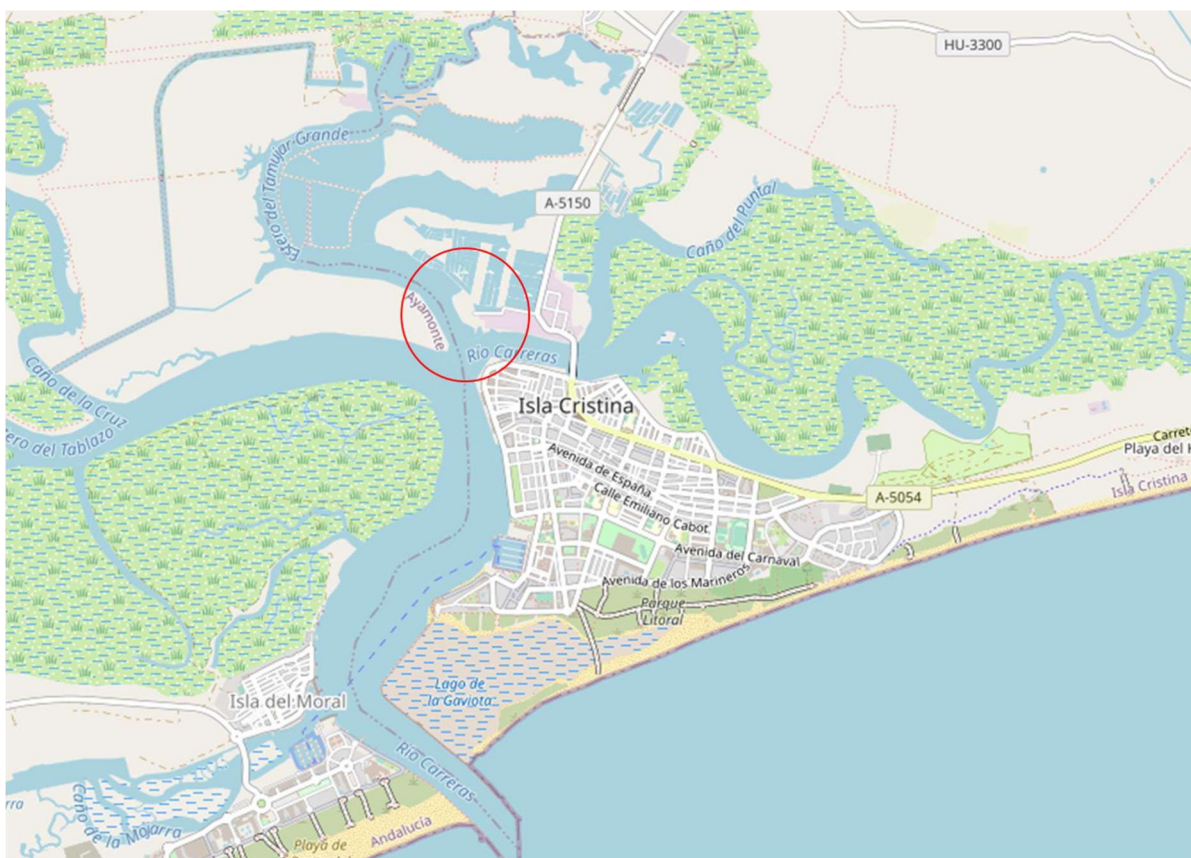 HU-3300
Estero del Tamujar Grande
A-5150
Caño del Puntal
Ayamonte
Río Carreras
Caño de la Cruz
Isla Cristina
ero del Tablazo
Carret
Playa del
Avenida de España
A-5054
Isla Cristina
Calle Emiliano Cabot
Avenida del Carnaval
Avenida de los Marineros
Parque
Litoral
Lago de
la Gaviota
Isla del Moral
Río Carreras
rra
Caño de la Mojarra
Andalucía
Playa de